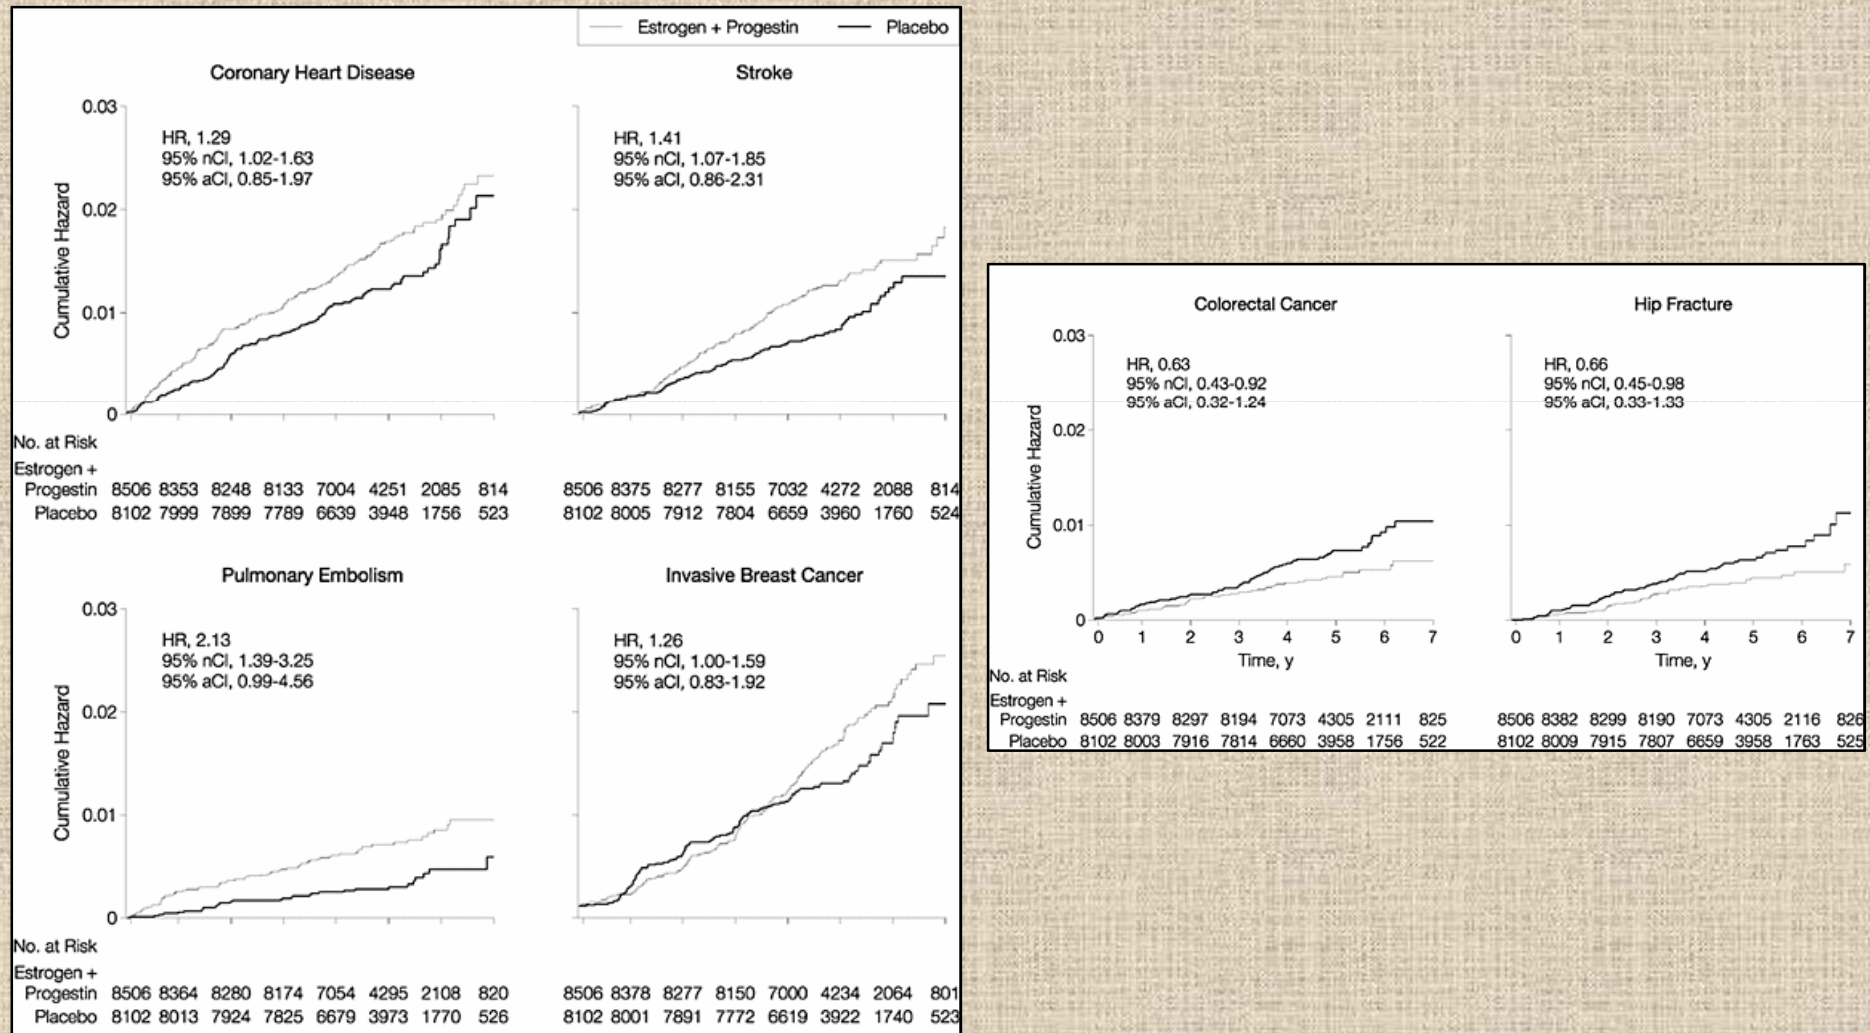 Estrogen + Progestin Placebo
Coronary Heart Disease
0.03
0.02
0.01
0
Cumulative Hazard
HR, 1.29
95% nCI, 1.02-1.63
95% aCI, 0.85-1.97
Stroke
HR, 1.41
95% nCI, 1.07-1.85
95% aCI, 0.86-2.31
No. at Risk
Estrogen +
Progestin 8506 8353 8248 8133 7004 4251 2085 814 8506 8375 8277 8155 7032 4272 2088 814
Placebo 8102 7999 7899 7789 6639 3948 1756 523 8102 8005 7912 7804 6659 3960 1760 524
Pulmonary Embolism
0.03
0.02
0.01
0
Cumulative Hazard
HR, 2.13
95% nCI, 1.39-3.25
95% aCI, 0.99-4.56
Invasive Breast Cancer
HR, 1.26
95% nCI, 1.00-1.59
95% aCI, 0.83-1.92
No. at Risk
Estrogen +
Progestin 8506 8364 8280 8174 7054 4295 2108 820 8506 8378 8277 8150 7000 4234 2064 801
Placebo 8102 8013 7924 7825 6679 3973 1770 526 8102 8001 7891 7772 6619 3922 1740 523
Colorectal Cancer
0.03
0.02
0.01
0
Cumulative Hazard
HR, 0.63
95% nCI, 0.43-0.92
95% aCI, 0.32-1.24
0 1 2 3 4 5 6 7
Time, y
Hip Fracture
HR, 0.66
95% nCI, 0.45-0.98
95% aCI, 0.33-1.33
0 1 2 3 4 5 6 7
Time, y
No. at Risk
Estrogen +
Progestin 8506 8379 8297 8194 7073 4305 2111 825 8506 8382 8299 8190 7073 4305 2116 826
Placebo 8102 8003 7916 7814 6660 3958 1756 522 8102 8009 7915 7807 6659 3958 1763 525